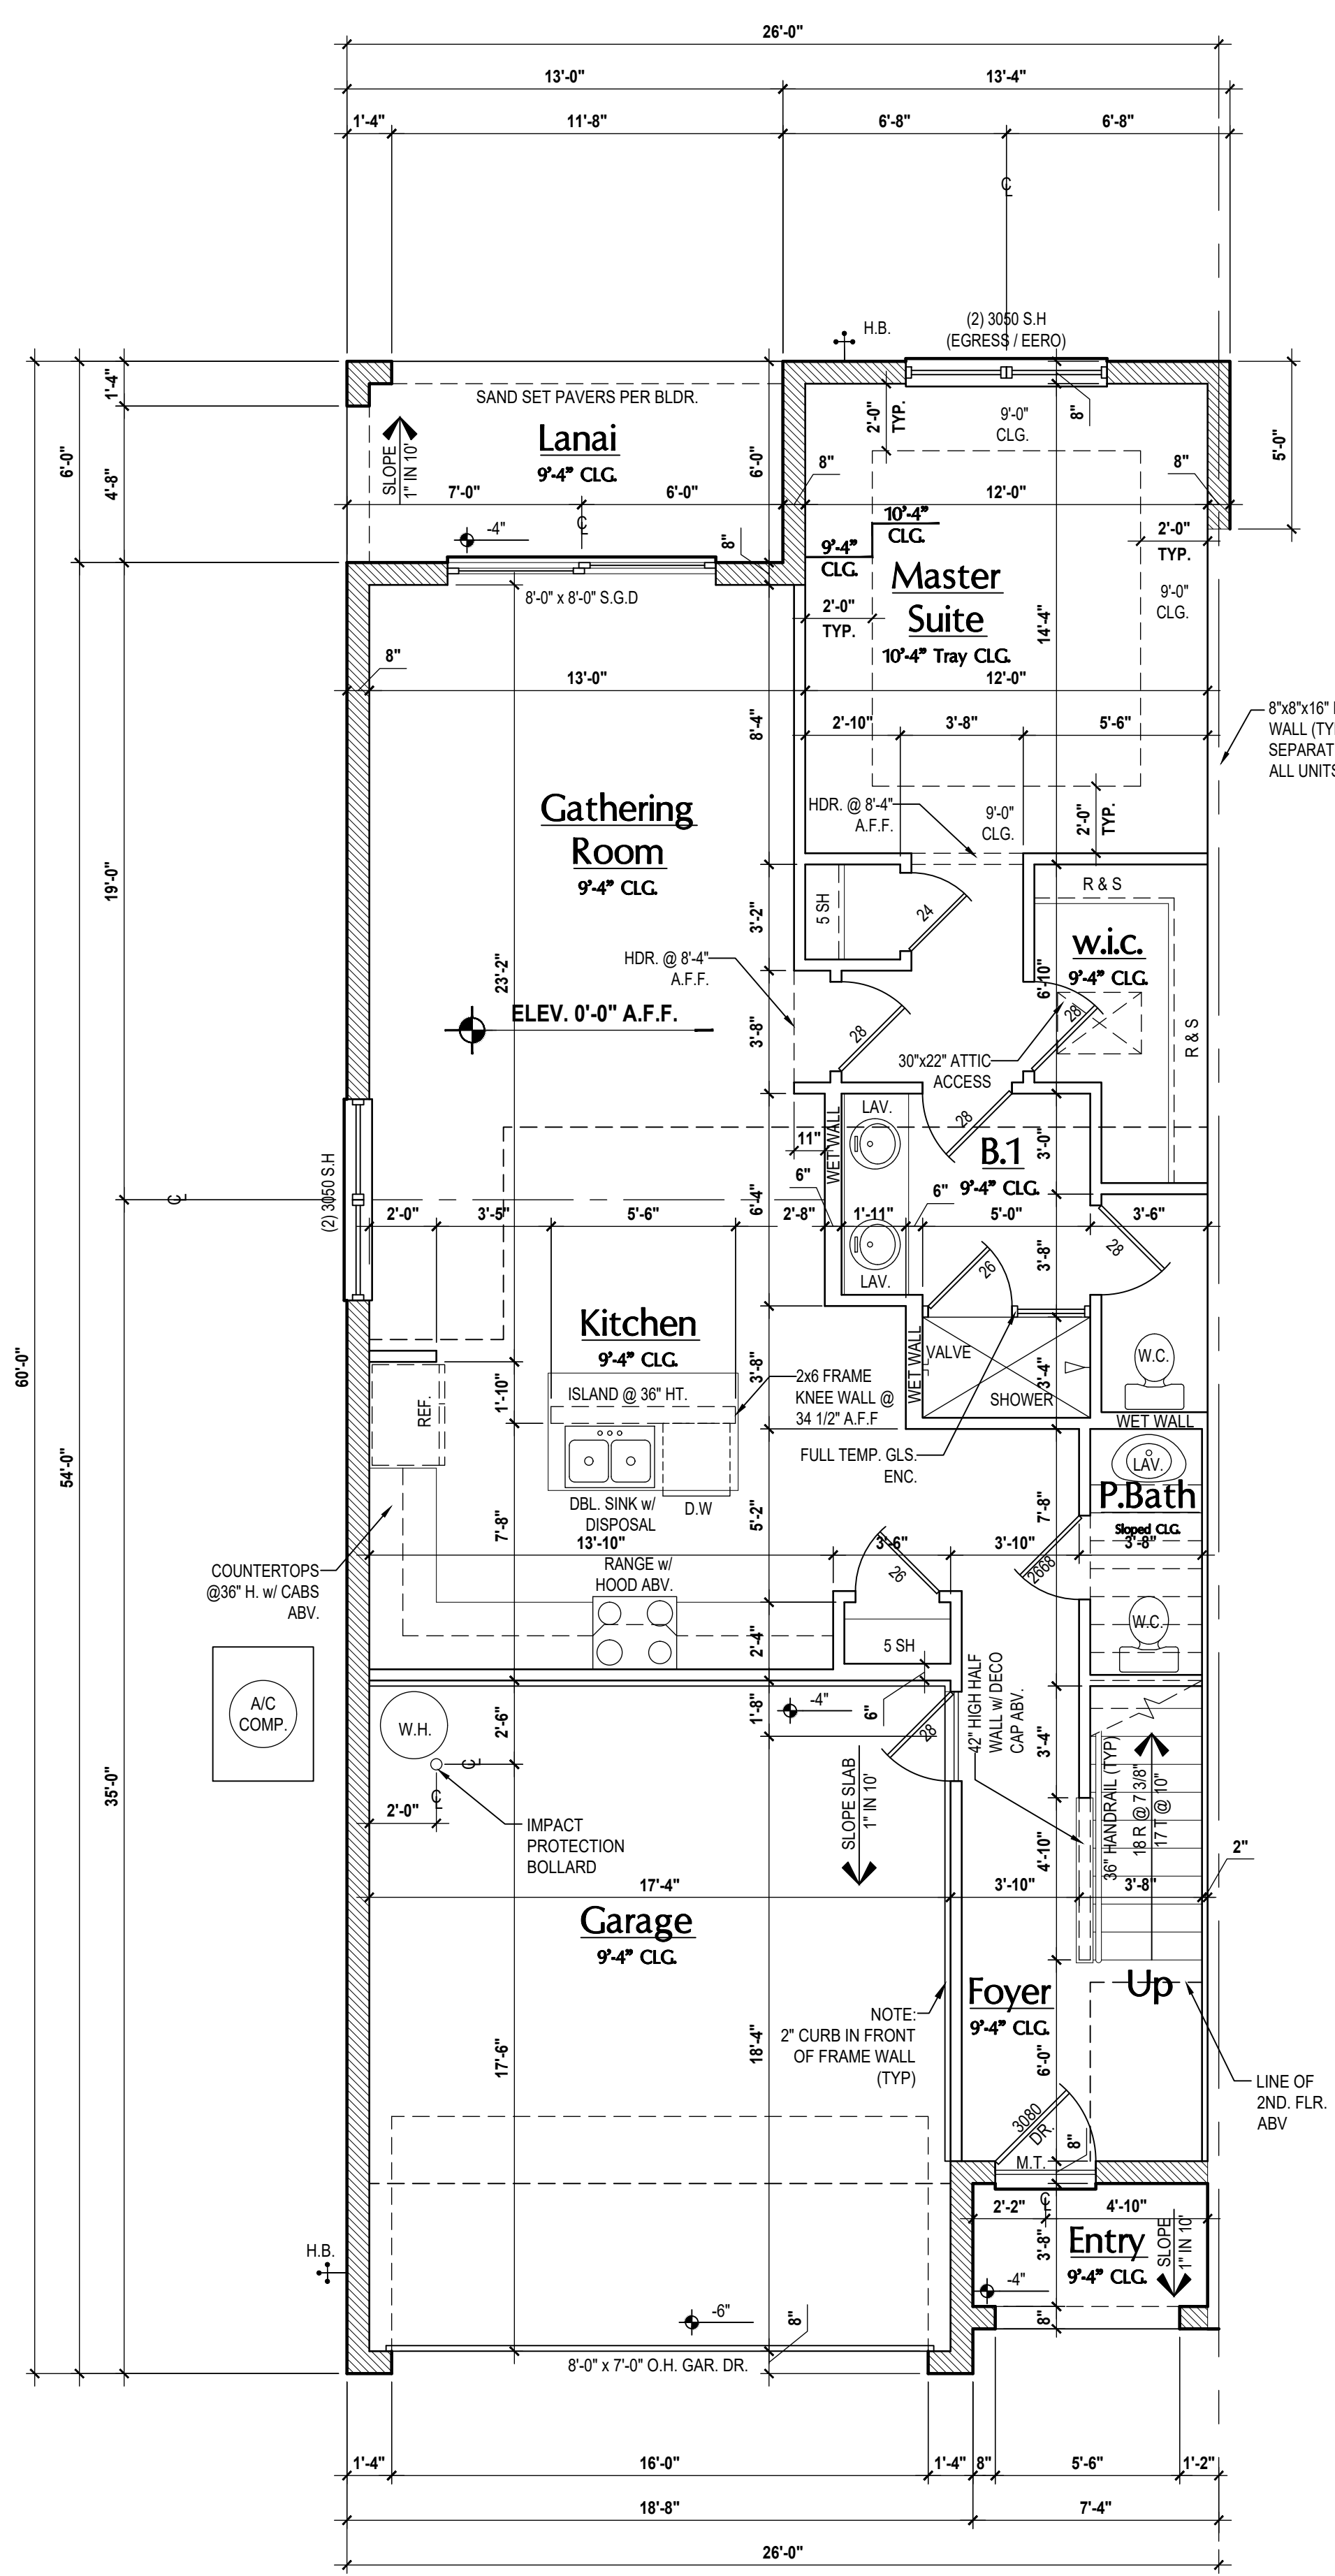 26'-0"
13'-0" 13'-4"
1'-4" 11'-8" 6'-8" 6'-8"
C L
(2) 3050 S.H
(EGRESS / EERO)
H.B.
1'-4"
6'-0"
4'-8"
5'-0"
SAND SET PAVERS PER BLDR.
Lanai
9'-4" CLG.
SLOPE
1" IN 10'
6'-0"
7'-0" 6'-0"
C L
-4"
8"
8'-0" x 8'-0" S.G.D
2'-0"
TYP.
9'-0"
CLG.
8"
8"
8"
12'-0"
10'-4"
CLG.
9'-4"
CLG.
2'-0"
TYP.
Master
Suite
10'-4" Tray CLG.
2'-0"
TYP.
9'-0"
CLG.
14'-4"
8"
13'-0" 12'-0"
8'-4"
2'-10" 3'-8" 5'-6"
8"x8"x16"
WALL (TY
SEPARAT
ALL UNITS
Gathering
Room
9'-4" CLG.
HDR. @ 8'-4"
A.F.F.
9'-0"
CLG.
2'-0"
TYP.
19'-0"
3'-2"
5 SH
24
R & S
w.i.c.
9'-4" CLG.
6'-10"
R & S
HDR. @ 8'-4"
A.F.F.
23'-2"
ELEV. 0'-0" A.F.F.
3'-8"
28
28
30"x22" ATTIC
ACCESS
LAV.
28
WET WALL
11"
6"
B.1
9'-4" CLG.
3'-0"
6"
(2) 3050 S.H
C L
2'-0" 3'-5" 5'-6" 2'-8" 1'-11" 5'-0" 3'-6"
6'-4"
LAV.
26
3'-8"
28
60'-0"
54'-0"
Kitchen
9'-4" CLG.
ISLAND @ 36" HT.
REF.
1'-10"
3'-8"
2x6 FRAME
KNEE WALL @
34 1/2" A.F.F
WET WALL
VALVE
SHOWER
3'-4"
W.C.
WET WALL
FULL TEMP. GLS.
ENC.
LAV.
P.Bath
Sloped CLG.
3'-8"
DBL. SINK w/
DISPOSAL
D.W
7'-8"
5'-2"
7'-8"
13'-10" 3'-6" 3'-10"
COUNTERTOPS
@36" H. w/ CABS
ABV.
RANGE w/
HOOD ABV.
26
2668
W.C.
2'-4"
5 SH
A/C
COMP.
W.H.
2'-6"
C L
C L
2'-0"
1'-8"
-4"
6"
28
42" HIGH HALF
WALL w/ DECO
CAP ABV.
3'-4"
36" HANDRAIL (TYP)
18 R @ 7 3/8"
17 T @ 10"
35'-0"
IMPACT
PROTECTION
BOLLARD
SLOPE SLAB
1" IN 10'
4'-10"
2"
17'-4" 3'-10" 3'-8"
Garage
9'-4" CLG.
Foyer
9'-4" CLG.
Up
NOTE:
2" CURB IN FRONT
OF FRAME WALL
(TYP)
17'-6"
18'-4"
6'-0"
LINE OF
2ND. FLR.
ABV
3080
DR.
8"
M.T.
2'-2" C L 4'-10"
3'-8"
Entry
9'-4" CLG.
SLOPE
1" IN 10'
H.B.
-4"
-6"
8"
8"
8'-0" x 7'-0" O.H. GAR. DR.
1'-4" 16'-0" 1'-4" 8" 5'-6" 1'-2"
18'-8" 7'-4"
26'-0"